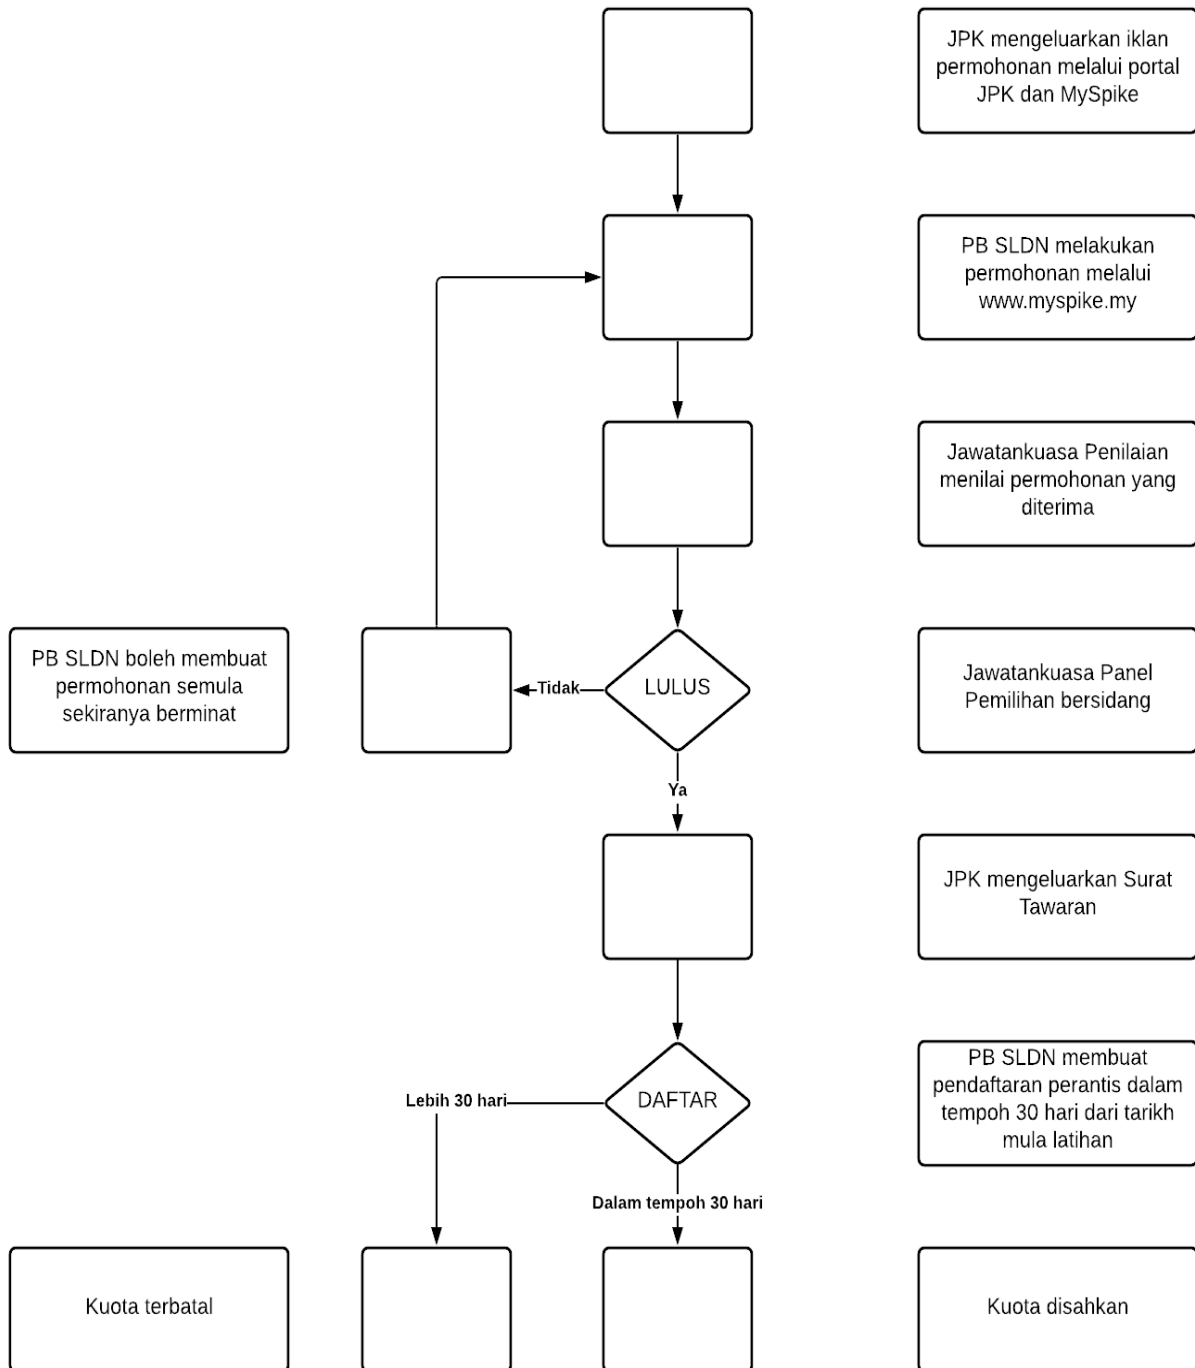 JPK mengeluarkan iklan
permohonan melalui portal
JPK dan MySpike
PB SLDN melakukan
permohonan melalui
www.myspike.my
Jawatankuasa Penilaian
menilai permohonan yang
diterima
PB SLDN boleh membuat
permohonan semula
sekiranya berminat
Tidak
LULUS
Jawatankuasa Panel
Pemilihan bersidang
Ya
JPK mengeluarkan Surat
Tawaran
Lebih 30 hari
DAFTAR
PB SLDN membuat
pendaftaran perantis dalam
tempoh 30 hari dari tarikh
mula latihan
Dalam tempoh 30 hari
Kuota terbatal
Kuota disahkan